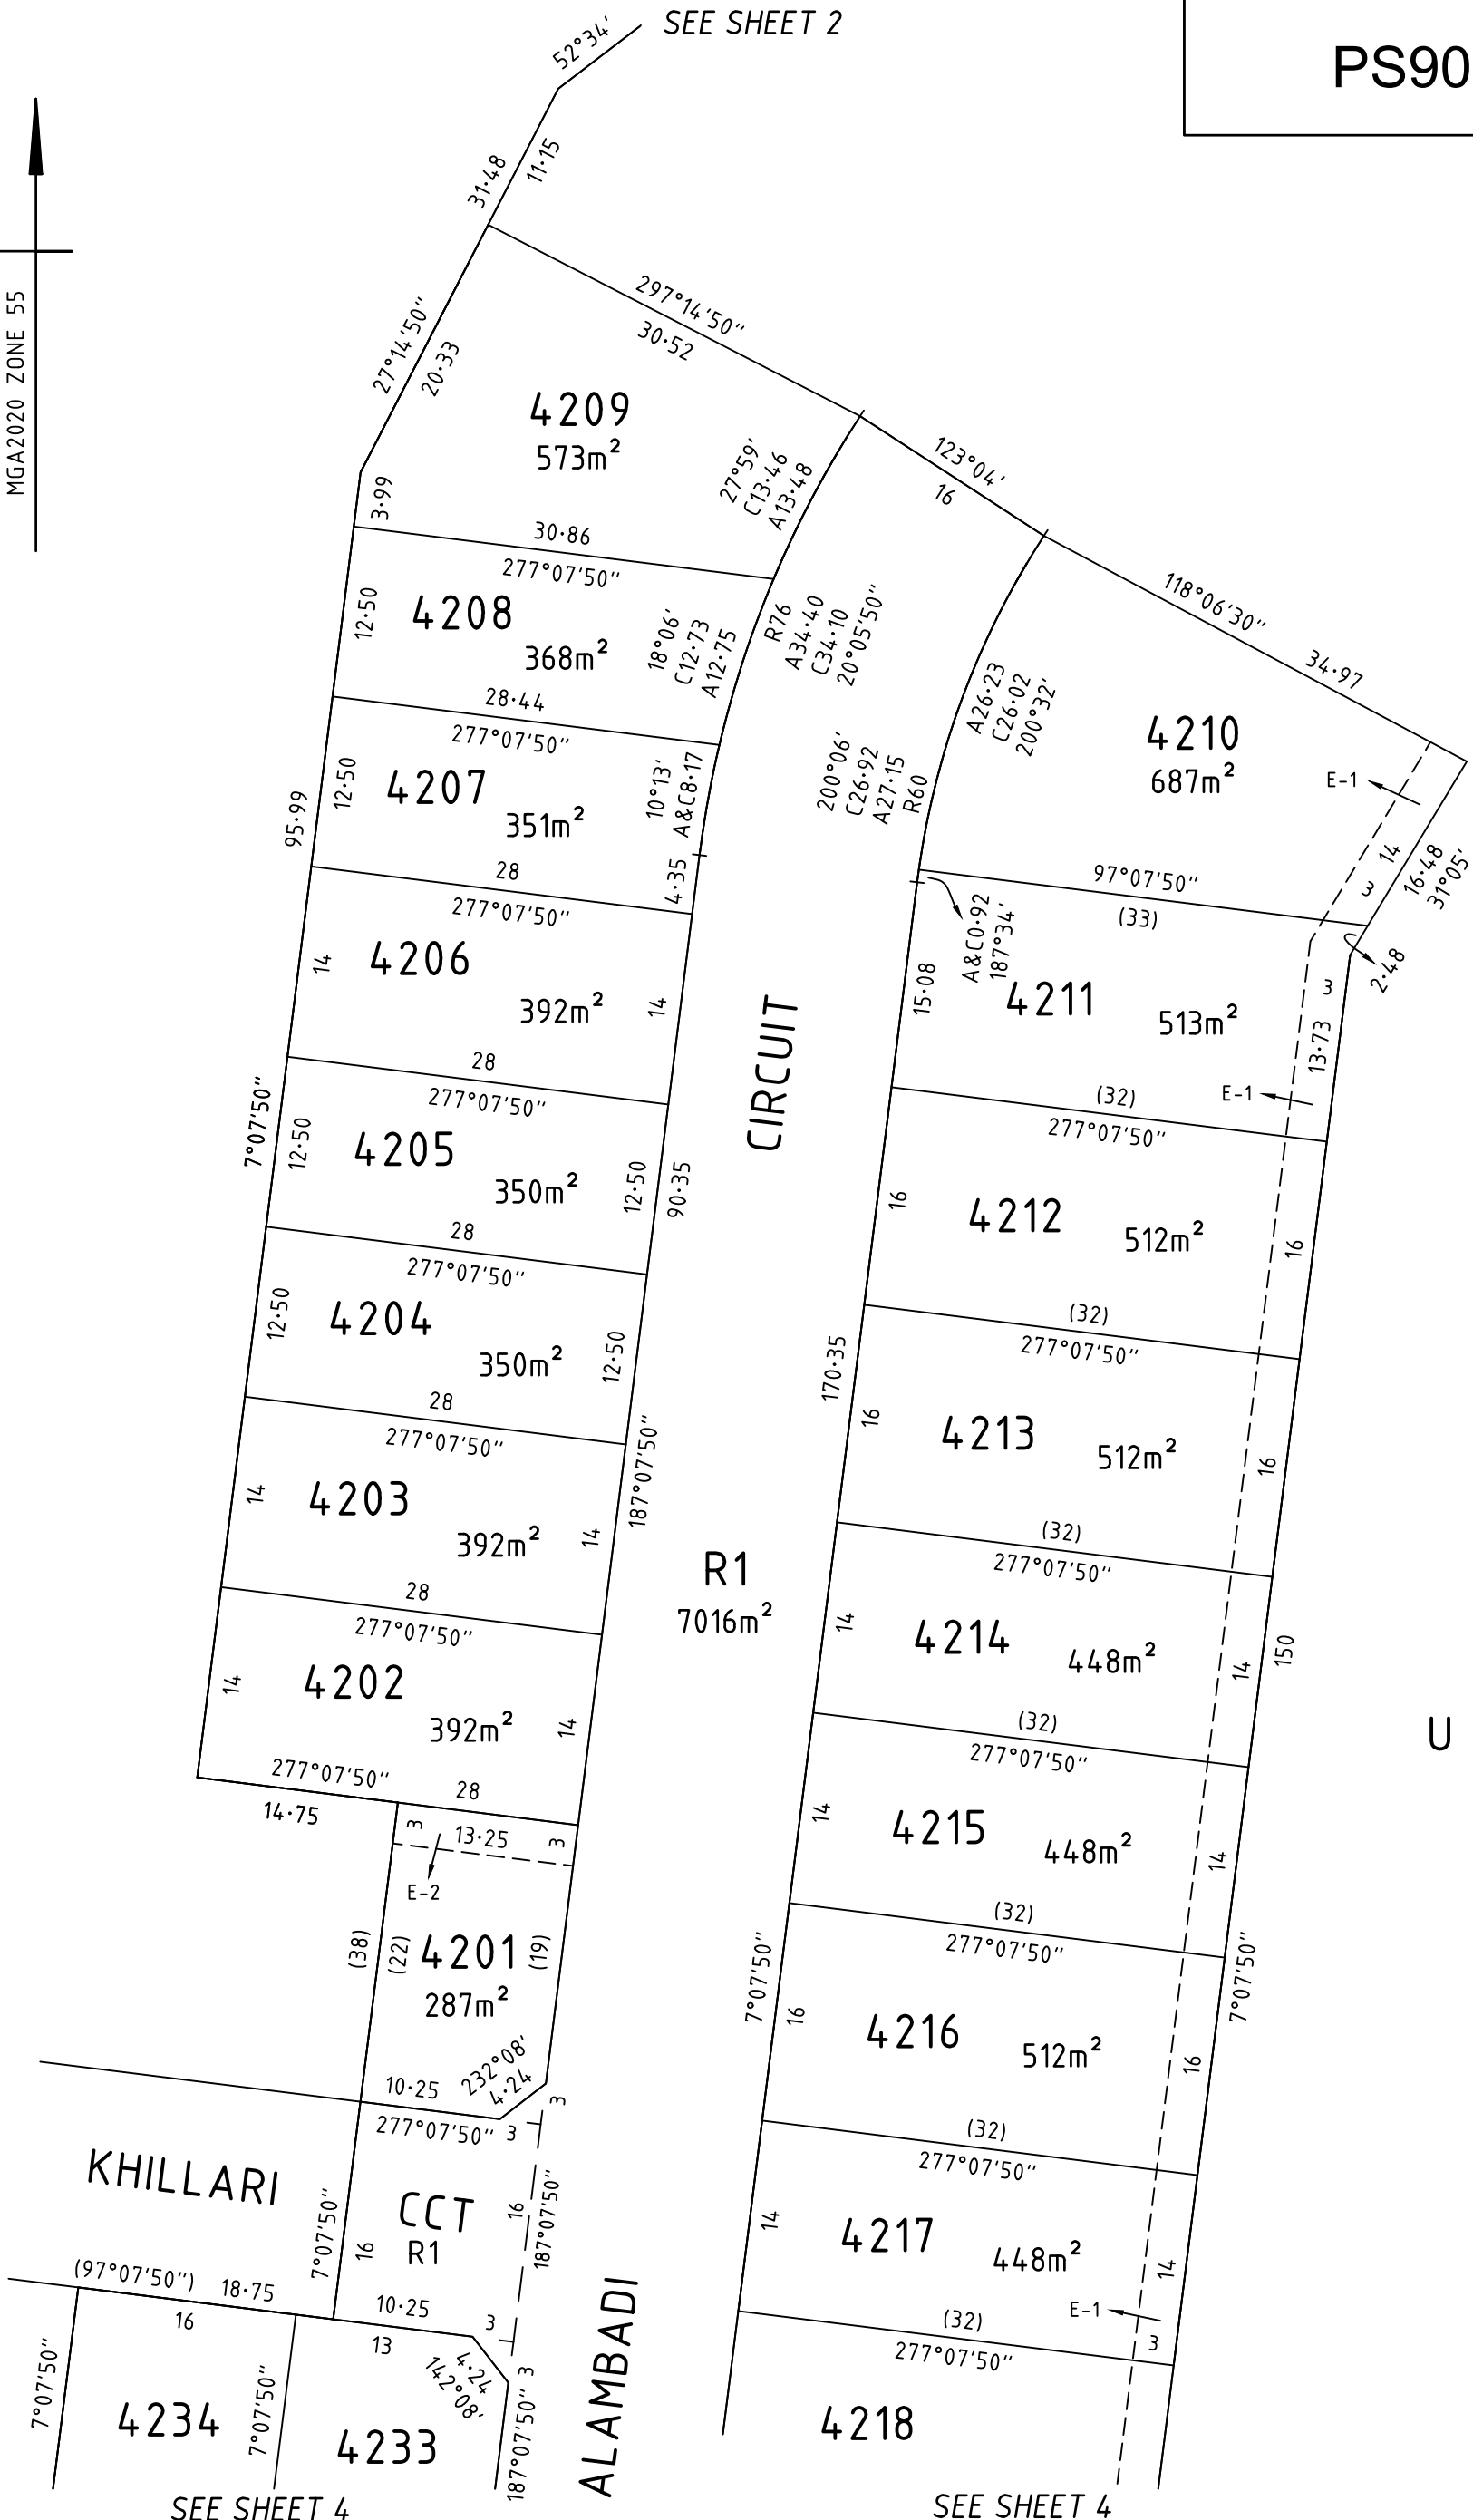 SEE SHEET 2
PS90
MGA2020 ZONE 55
52°34'
31·48
11·15
27°14'50"
20·33
297°14'50"
30·52
4209
573m²
3·99
27°59'
C13·46
A13·48
123°04'
16
118°06'30"
34·97
30·86
277°07'50"
4208
368m²
12·50
18°06'
C12·73
A12·75
R76
A34·40
C34·10
20°05'50"
28·44
277°07'50"
4207
351m²
12·50
10°13'
A&C8·17
4·35
95·99
200°06'
C26·92
A27·15
R60
A26·23
C26·02
200°32'
4210
687m²
E-1
14
3
16·48
31°05'
28
277°07'50"
4206
392m²
14
14
97°07'50"
(33)
A&C0·92
187°34'
15·08
4211
513m²
2·48
3
13·73
E-1
28
277°07'50"
7°07'50"
4205
350m²
12·50
12·50
90·35
CIRCUIT
(32)
277°07'50"
4212
512m²
16
16
28
277°07'50"
4204
350m²
12·50
12·50
(32)
277°07'50"
170·35
4213
512m²
16
16
28
277°07'50"
4203
392m²
14
14
187°07'50"
R1
7016m²
(32)
277°07'50"
4214
448m²
14
14
150
U
28
277°07'50"
4202
392m²
14
14
(32)
277°07'50"
4215
448m²
14
14
277°07'50"
28
14·75
3
13·25
3
E-2
(38)
(22)
4201
(19)
287m²
232°08'
4·24
10·25
277°07'50"
3
3
(32)
277°07'50"
7°07'50"
4216
512m²
16
16
7°07'50"
KHILLARI
CCT
R1
7°07'50"
16
16
187°07'50"
(32)
277°07'50"
4217
448m²
14
14
E-1
3
(97°07'50")
18·75
10·25
3
16
13
4·24
142°08'
3
7°07'50"
4234
7°07'50"
4233
187°07'50"
ALAMBADI
(32)
277°07'50"
4218
SEE SHEET 4
SEE SHEET 4